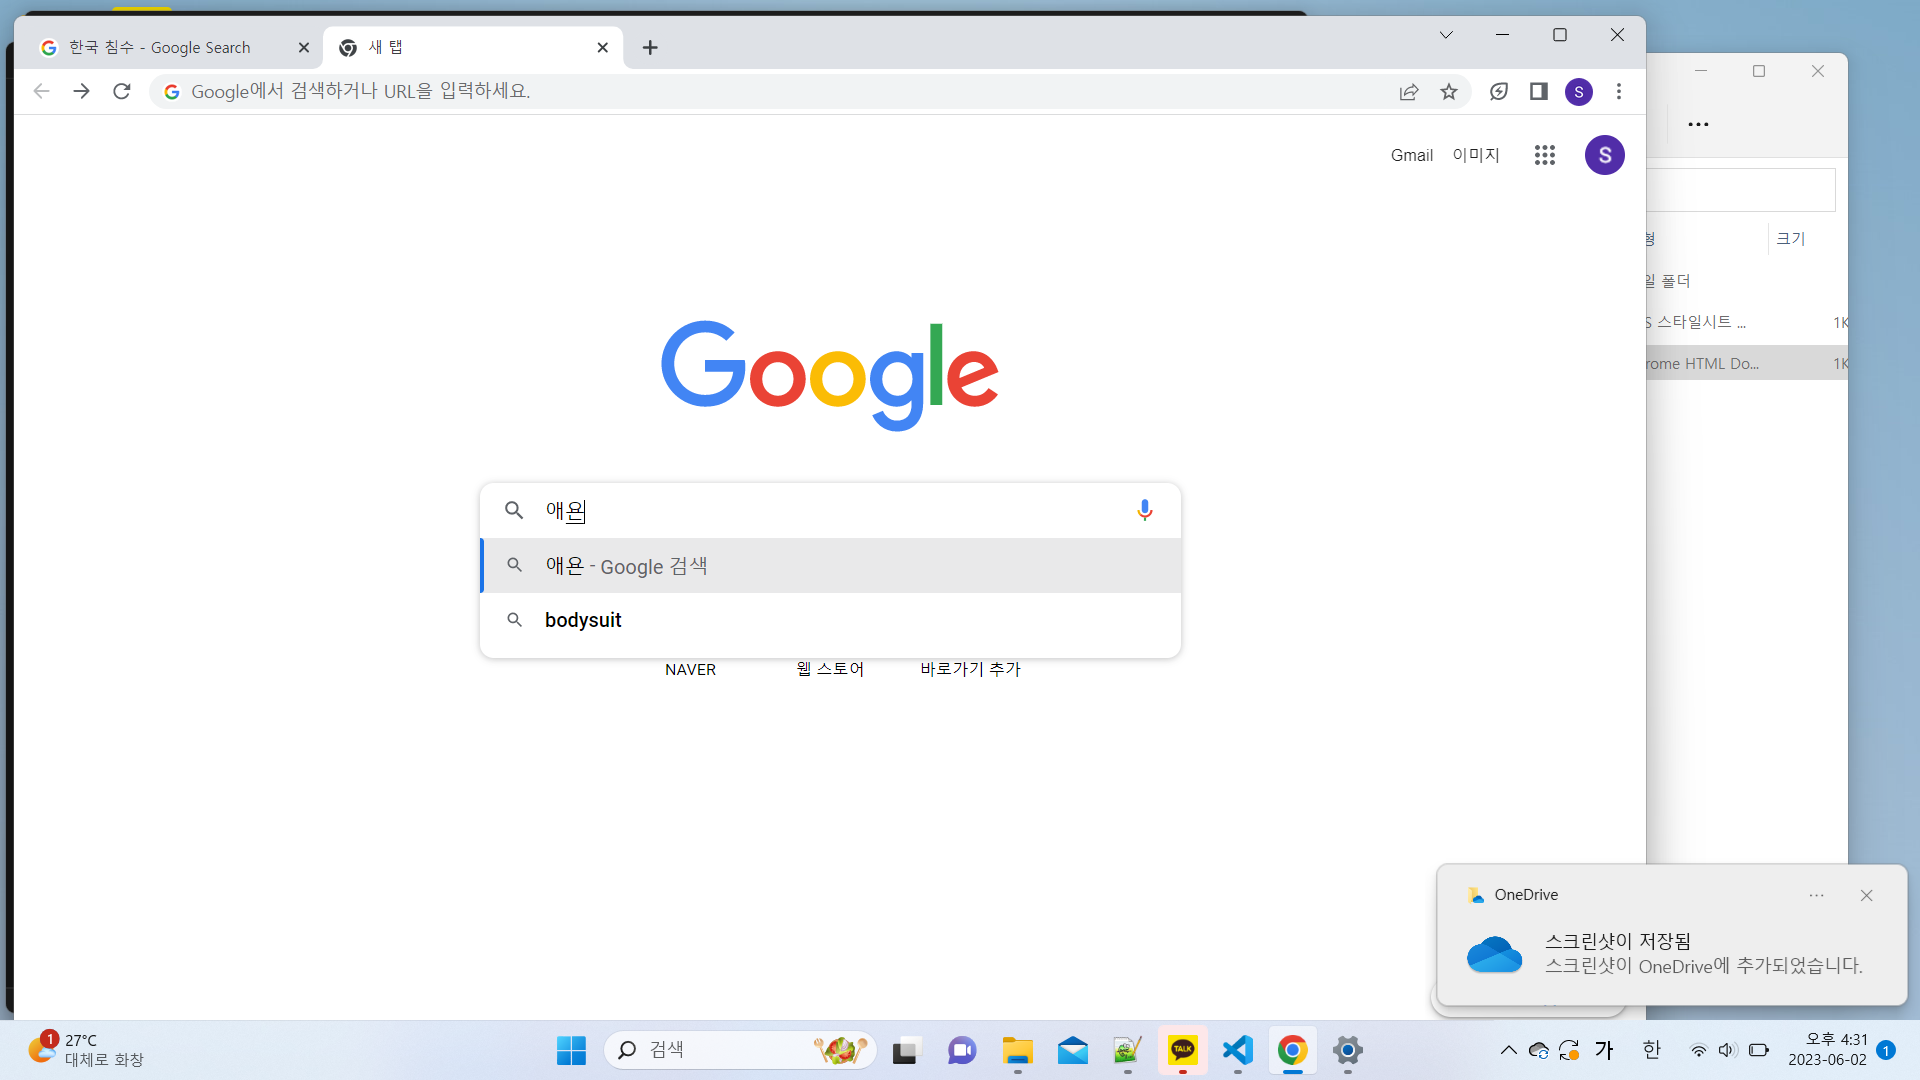 한국 침수 - Google Search
새 탭
Google에서 검색하거나 URL을 입력하세요.
S
Gmail 이미지
S
Google
애욘
애욘 - Google 검색
bodysuit
NAVER 웹 스토어 바로가기 추가
형 크기
일 폴더
S 스타일시트 ... 1K
rome HTML Do... 1K
OneDrive
스크린샷이 저장됨
스크린샷이 OneDrive에 추가되었습니다.
1
27°C
대체로 화창
검색
TALK
가 한
오후 4:31
2023-06-02
1